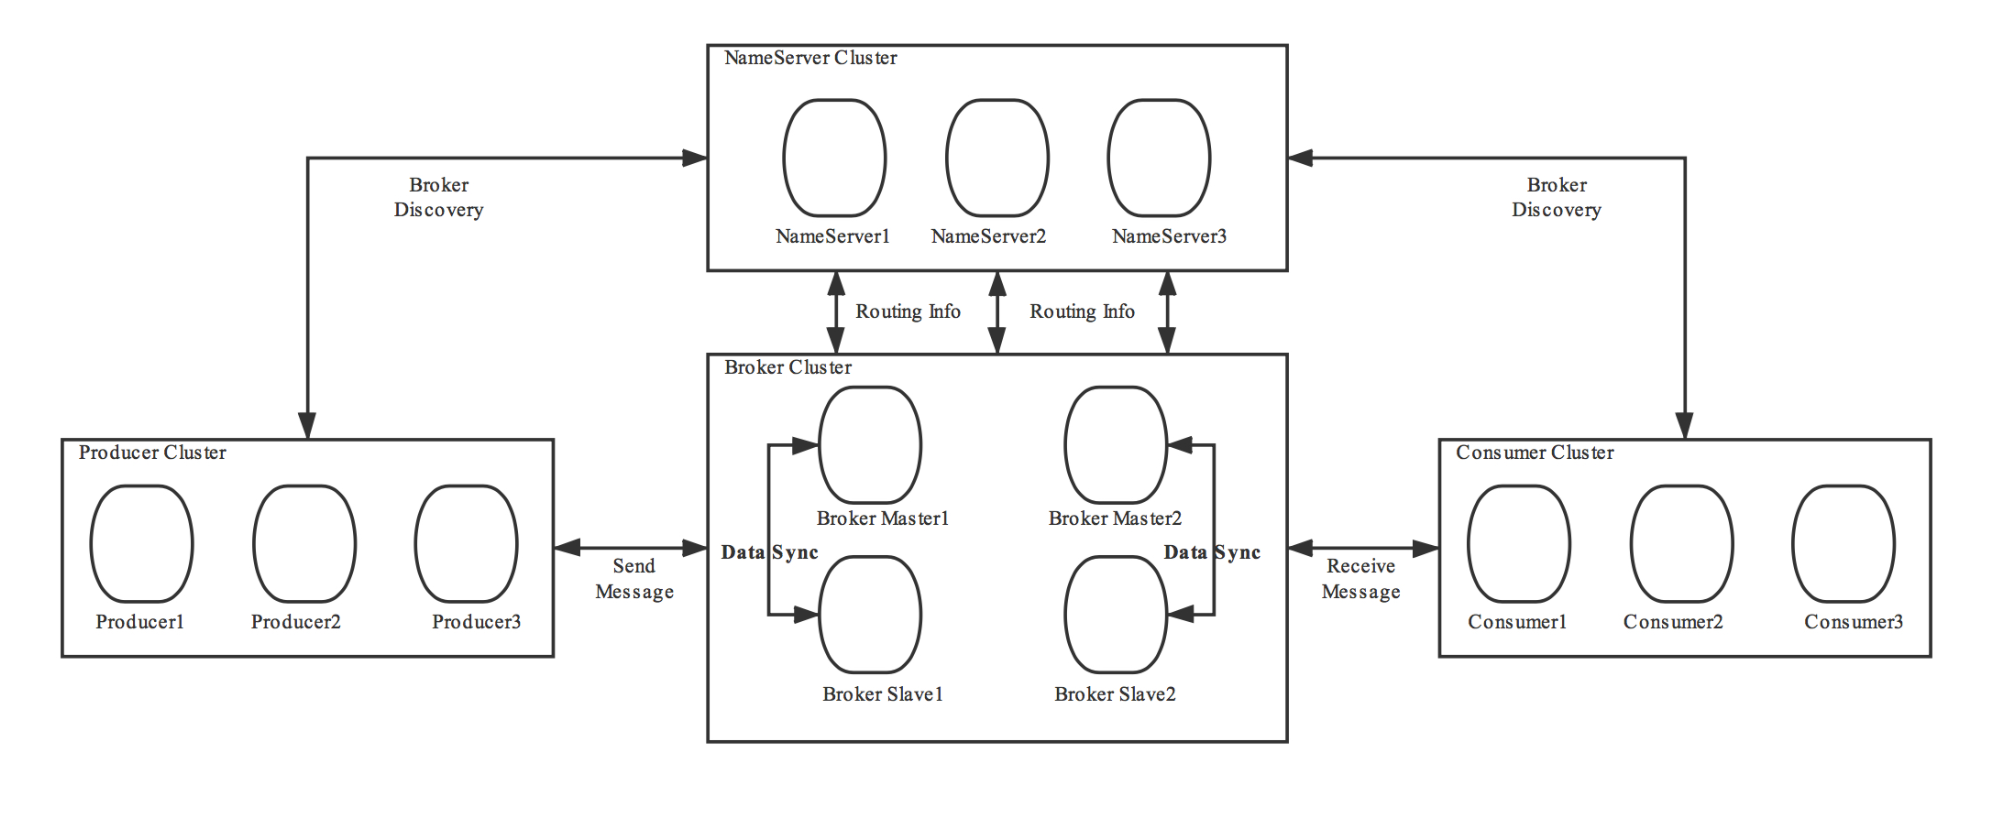 NameServer Cluster
NameServer1
NameServer2
NameServer3
Broker
Discovery
Broker
Discovery
Routing Info
Routing Info
Broker Cluster
Broker Master1
Broker Master2
Data Sync
Data Sync
Broker Slave1
Broker Slave2
Producer Cluster
Producer1
Producer2
Producer3
Send
Message
Receive
Message
Consumer Cluster
Consumer1
Consumer2
Consumer3